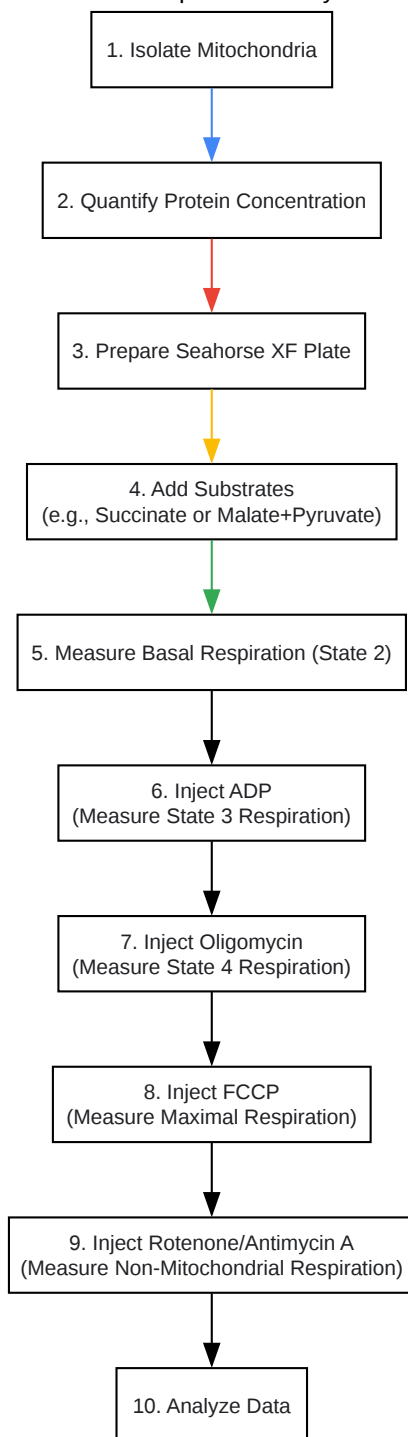 1. Isolate Mitochondria
2. Quantify Protein Concentration
3. Prepare Seahorse XF Plate
4. Add Substrates
(e.g., Succinate or Malate+Pyruvate)
5. Measure Basal Respiration (State 2)
6. Inject ADP
(Measure State 3 Respiration)
7. Inject Oligomycin
(Measure State 4 Respiration)
8. Inject FCCP
(Measure Maximal Respiration)
9. Inject Rotenone/Antimycin A
(Measure Non-Mitochondrial Respiration)
10. Analyze Data